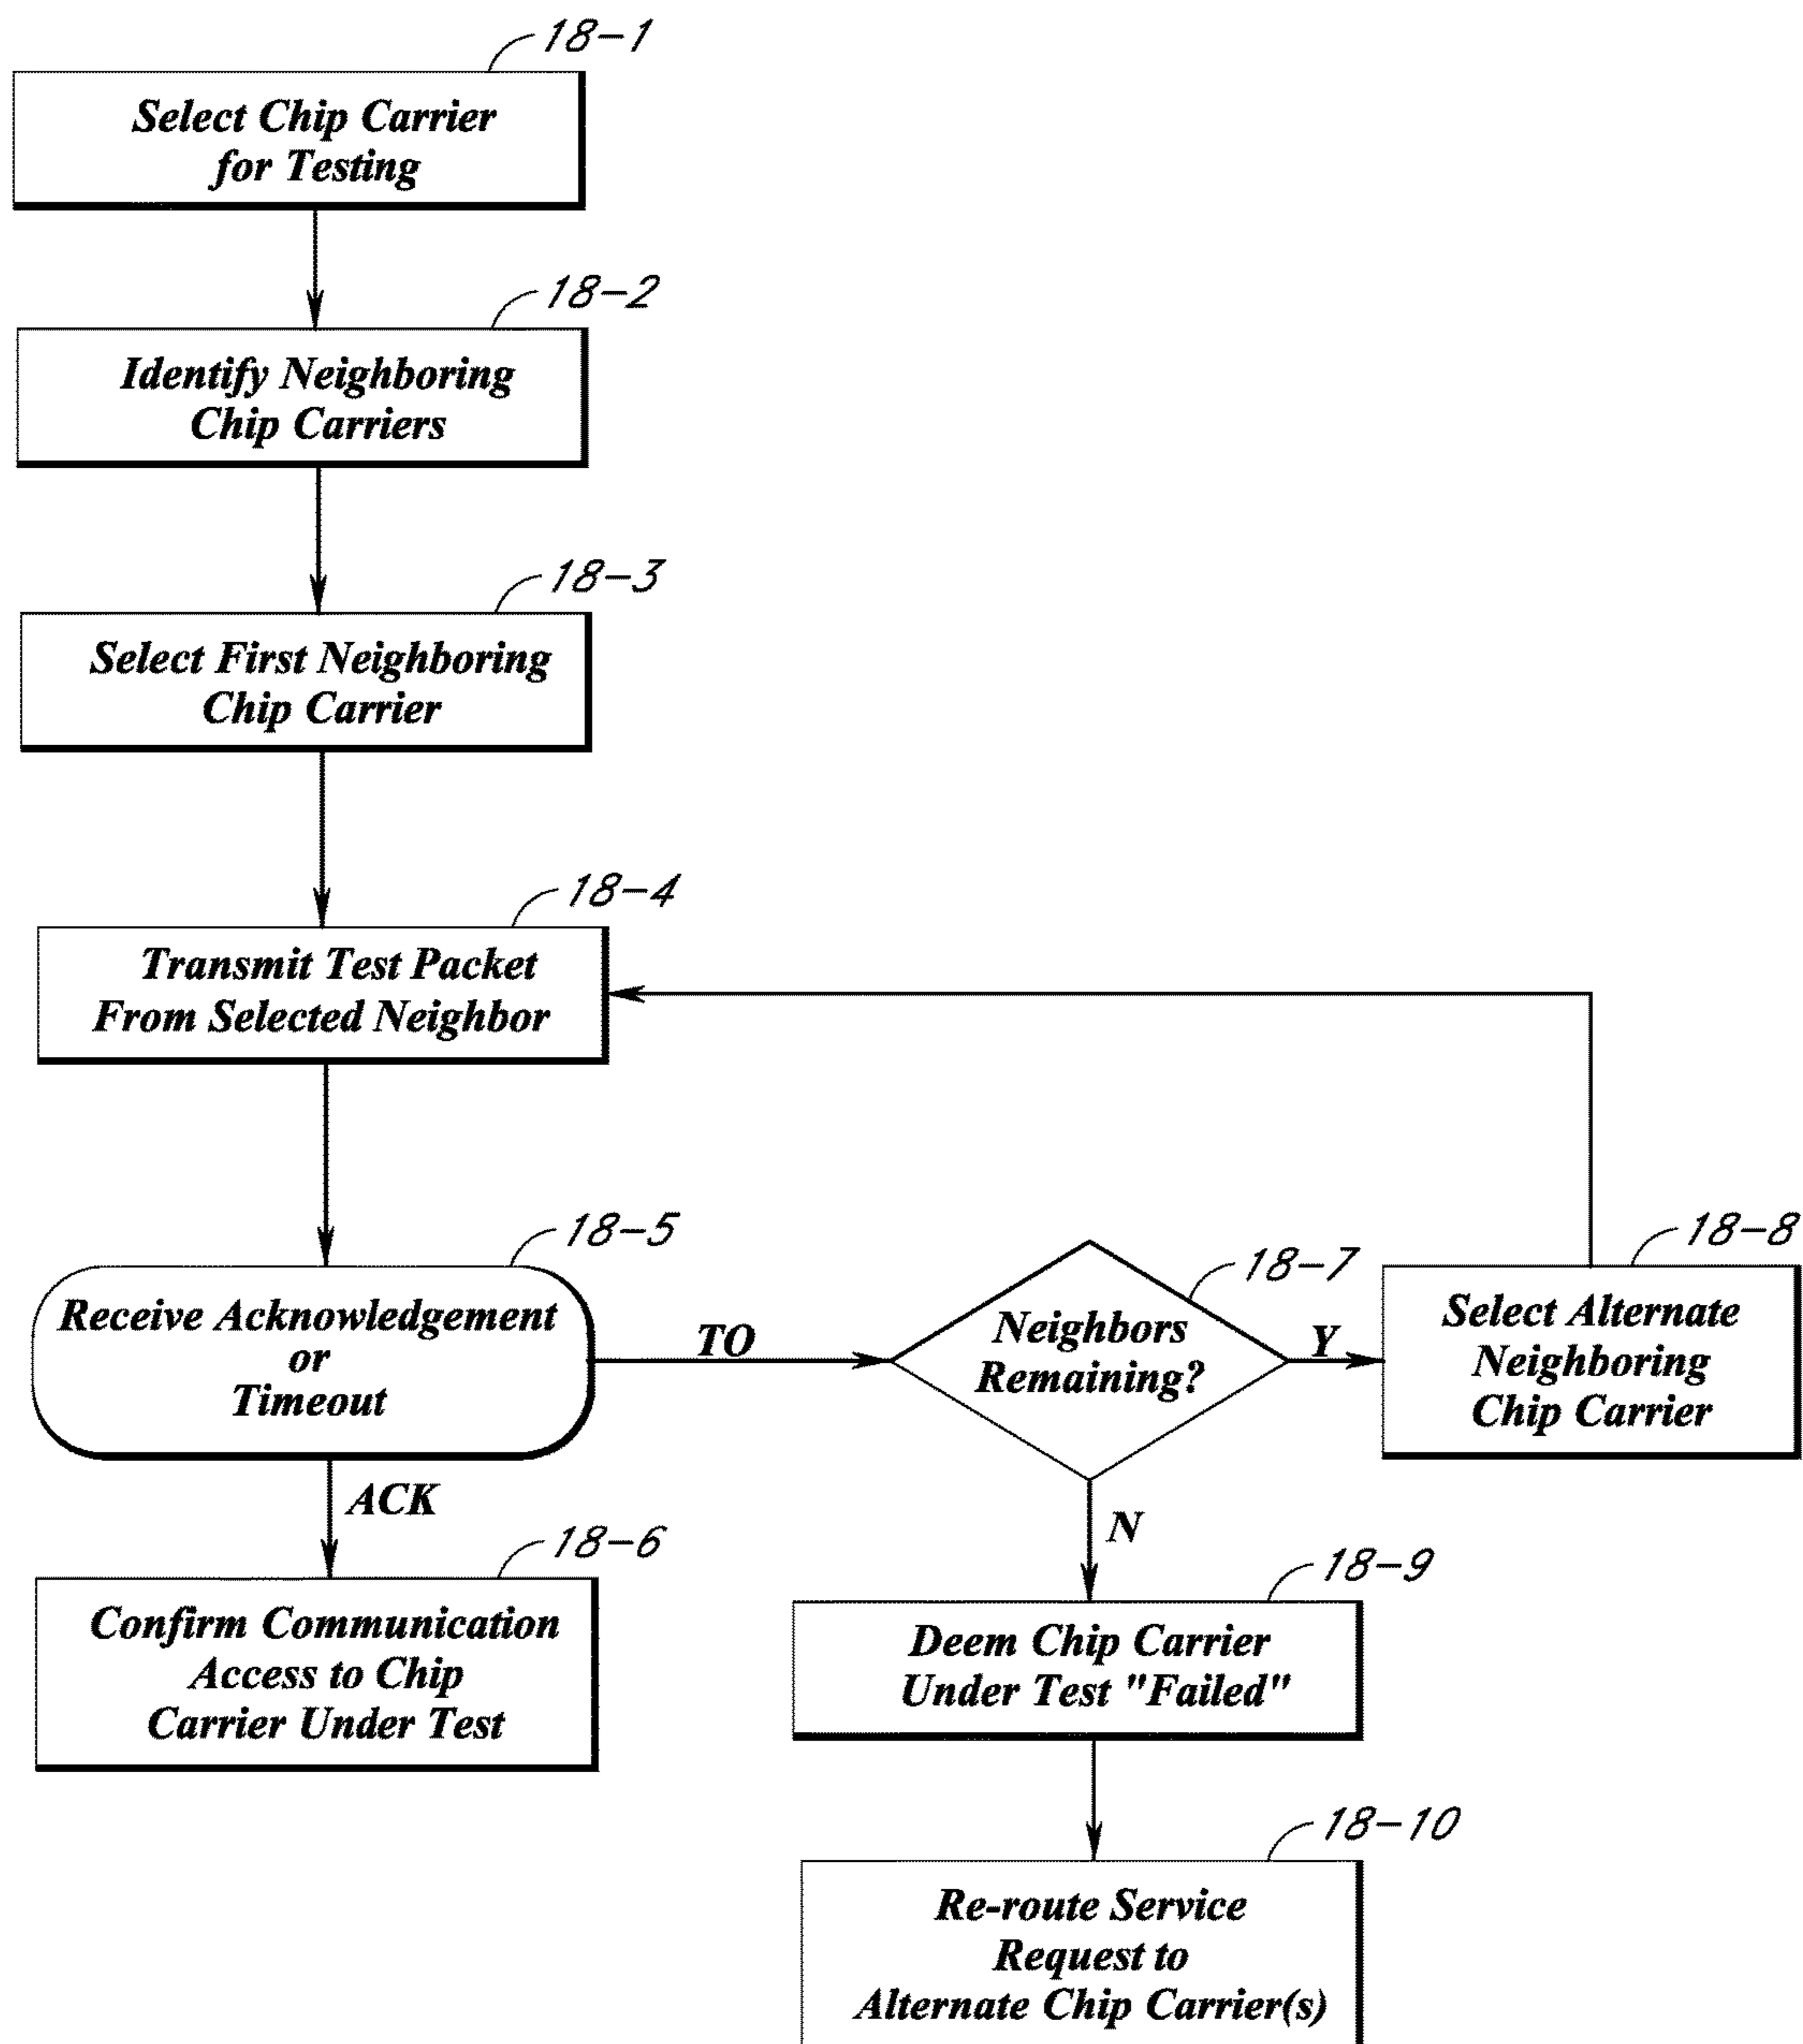 18-1
Select Chip Carrier
for Testing
18-2
Identify Neighboring
Chip Carriers
18-3
Select First Neighboring
Chip Carrier
18-4
Transmit Test Packet
From Selected Neighbor
18-5
Receive Acknowledgement
or
Timeout
TO
ACK
18-6
Confirm Communication
Access to Chip
Carrier Under Test
18-7
Neighbors
Remaining?
Y
N
18-8
Select Alternate
Neighboring
Chip Carrier
18-9
Deem Chip Carrier
Under Test "Failed"
18-10
Re-route Service
Request to
Alternate Chip Carrier(s)